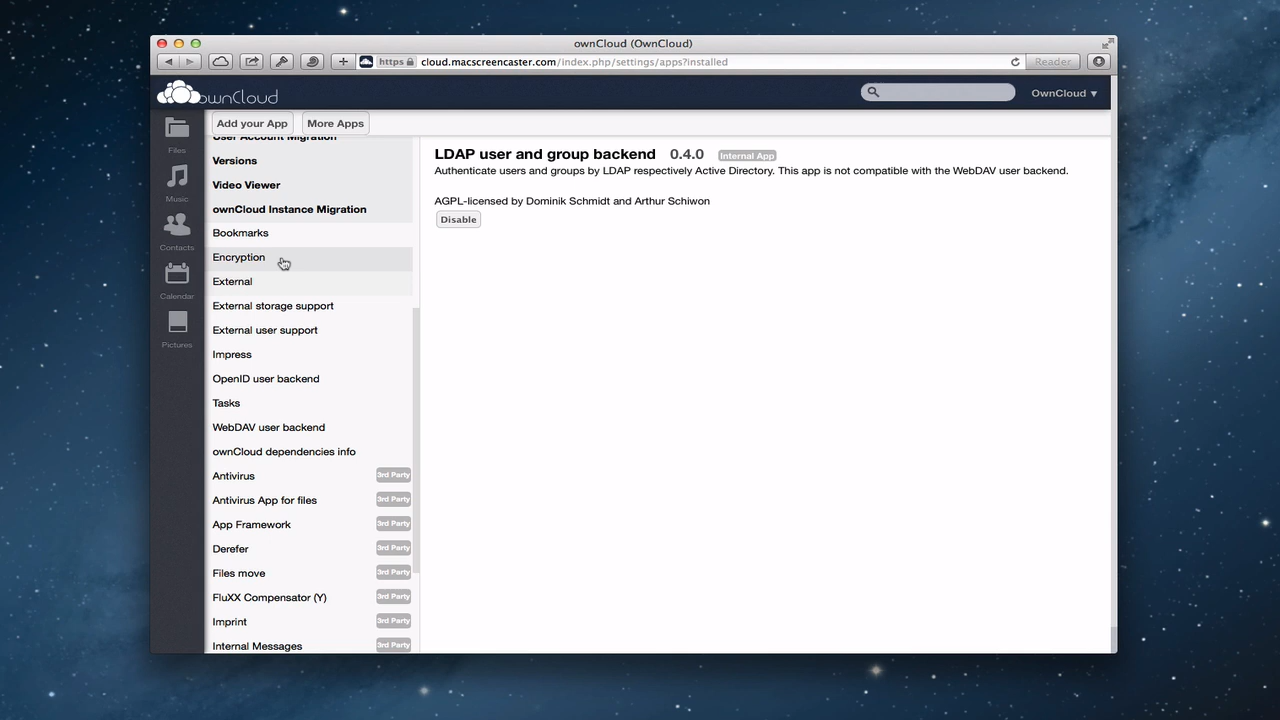 ownCloud (OwnCloud)
https cloud.macscreencaster.com/index.php/settings/apps?installed Reader
ownCloud
OwnCloud ▼
Files
Music
Contacts
Calendar
Pictures
Add your App More Apps
User Account Migration
Versions
Video Viewer
ownCloud Instance Migration
Bookmarks
Encryption
External
External storage support
External user support
Impress
OpenID user backend
Tasks
WebDAV user backend
ownCloud dependencies info
Antivirus 3rd Party
Antivirus App for files 3rd Party
App Framework 3rd Party
Derefer 3rd Party
Files move 3rd Party
FluXX Compensator (Y) 3rd Party
Imprint 3rd Party
Internal Messages 3rd Party
LDAP user and group backend 0.4.0 Internal App
Authenticate users and groups by LDAP respectively Active Directory. This app is not compatible with the WebDAV user backend.
AGPL-licensed by Dominik Schmidt and Arthur Schiwon
Disable